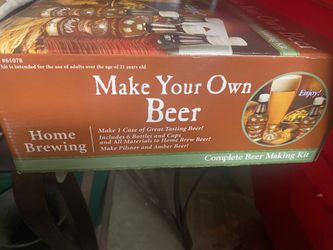 #61078
kit is intended for the use of adults over the age of 21 years old
Make Your Own
Beer
Enjoy!
Home
Brewing
Make 1 Case of Great Tasting Beer!
Includes 6 Bottles and Caps
and All Materials to Home Brew Beer!
Make Pilsner and Amber Beer!
Complete Beer Making Kit